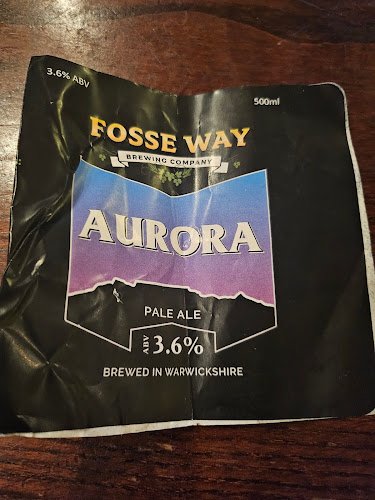 3.6% ABV
500ml
FOSSE WAY
BREWING COMPANY
AURORA
PALE ALE
ABV 3.6%
BREWED IN WARWICKSHIRE